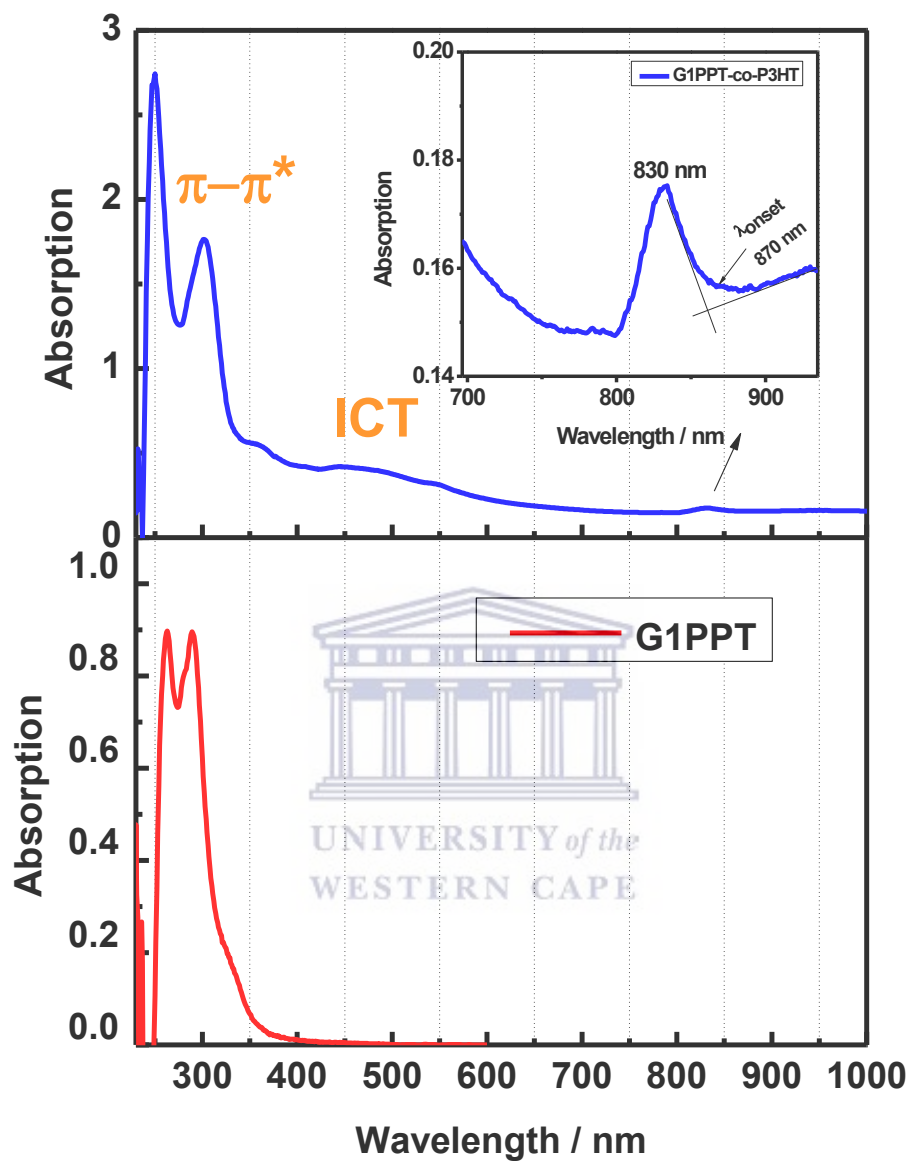 3
2
1
0
Absorption
π–π*
ICT
0.20
0.18
0.16
0.14
Absorption
G1PPT-co-P3HT
830 nm
λonset
870 nm
700
800
900
Wavelength / nm
1.0
0.8
0.6
0.4
0.2
0.0
Absorption
G1PPT
UNIVERSITY of the
WESTERN CAPE
300 400 500 600 700 800 900 1000
Wavelength / nm